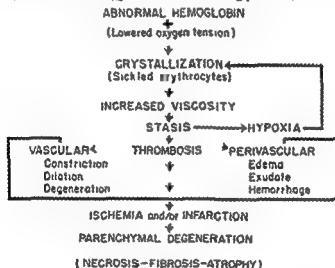 ABNORMAL HEMOGLOBIN
+
(Lowered oxygen tension)
CRYSTALLIZATION
(Sickled erythrocytes)
INCREASED VISCOSITY
STASIS HYPOXIA
VASCULAR THROMBOSIS PERIVASCULAR
Constriction Edema
Dilation Exudate
Degeneration Hemorrhage
ISCHEMIA and/or INFARCTION
PARENCHYMAL DEGENERATION
(NECROSIS-FIBROSIS-ATROPHY)